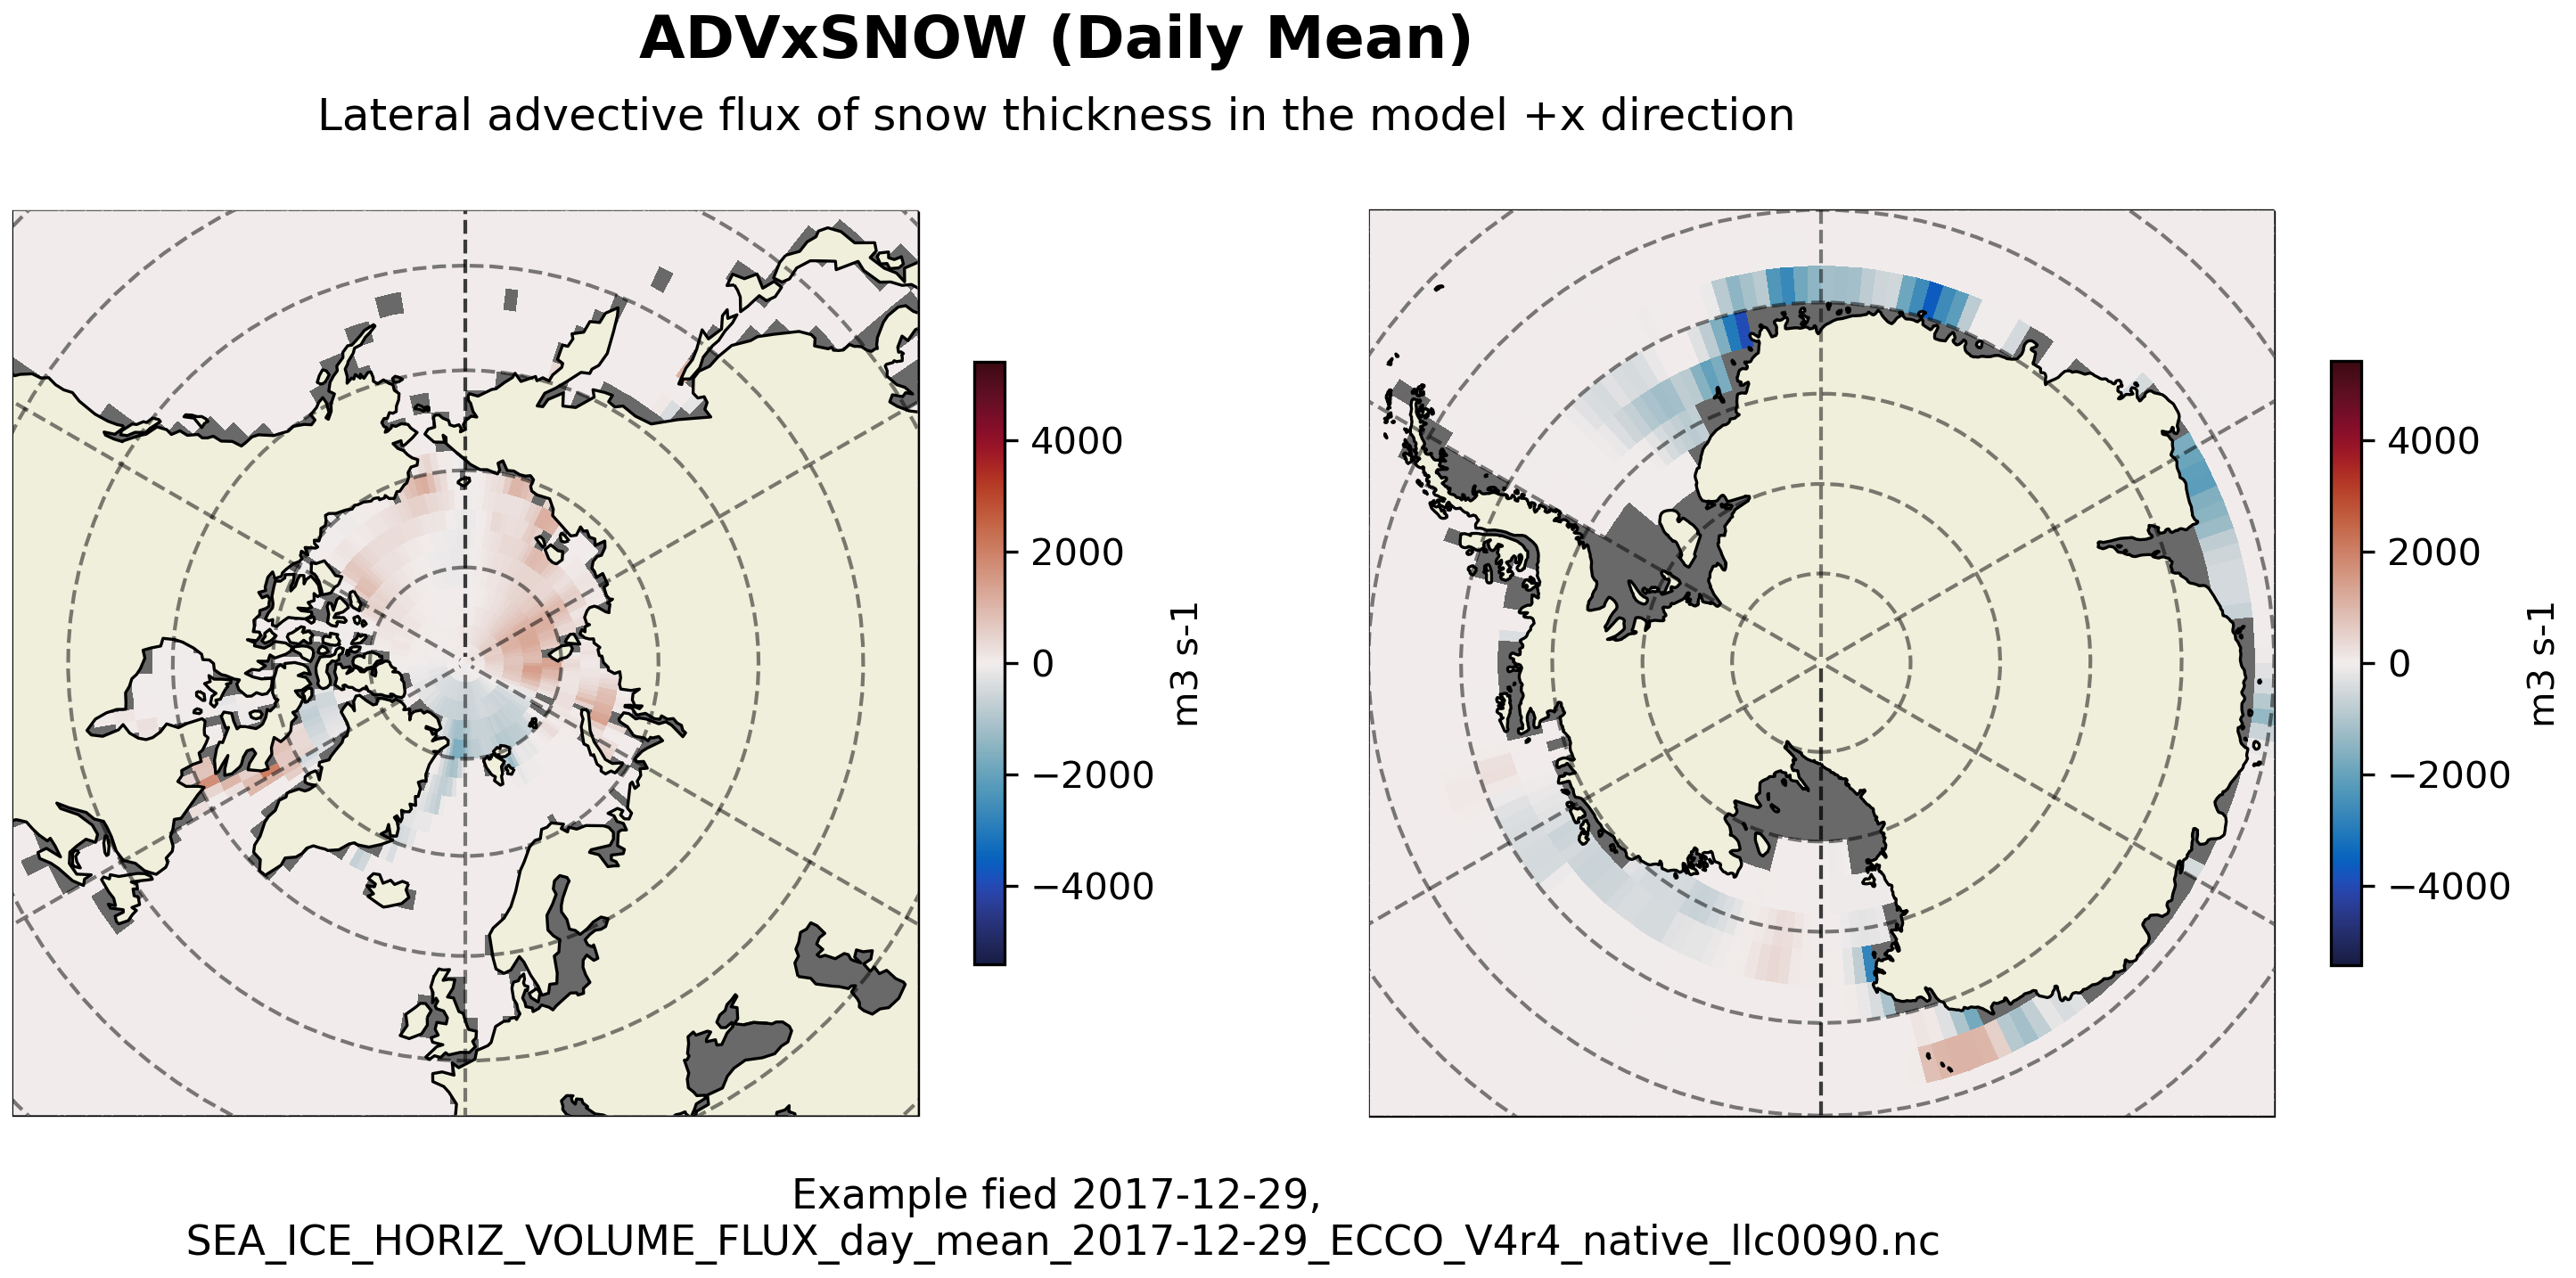 ADVxSNOW (Daily Mean)
Lateral advective flux of snow thickness in the model +x direction
4000
2000
0
−2000
−4000
m3 s-1
4000
2000
0
−2000
−4000
m3 s-1
Example fied 2017-12-29,
SEA_ICE_HORIZ_VOLUME_FLUX_day_mean_2017-12-29_ECCO_V4r4_native_llc0090.nc